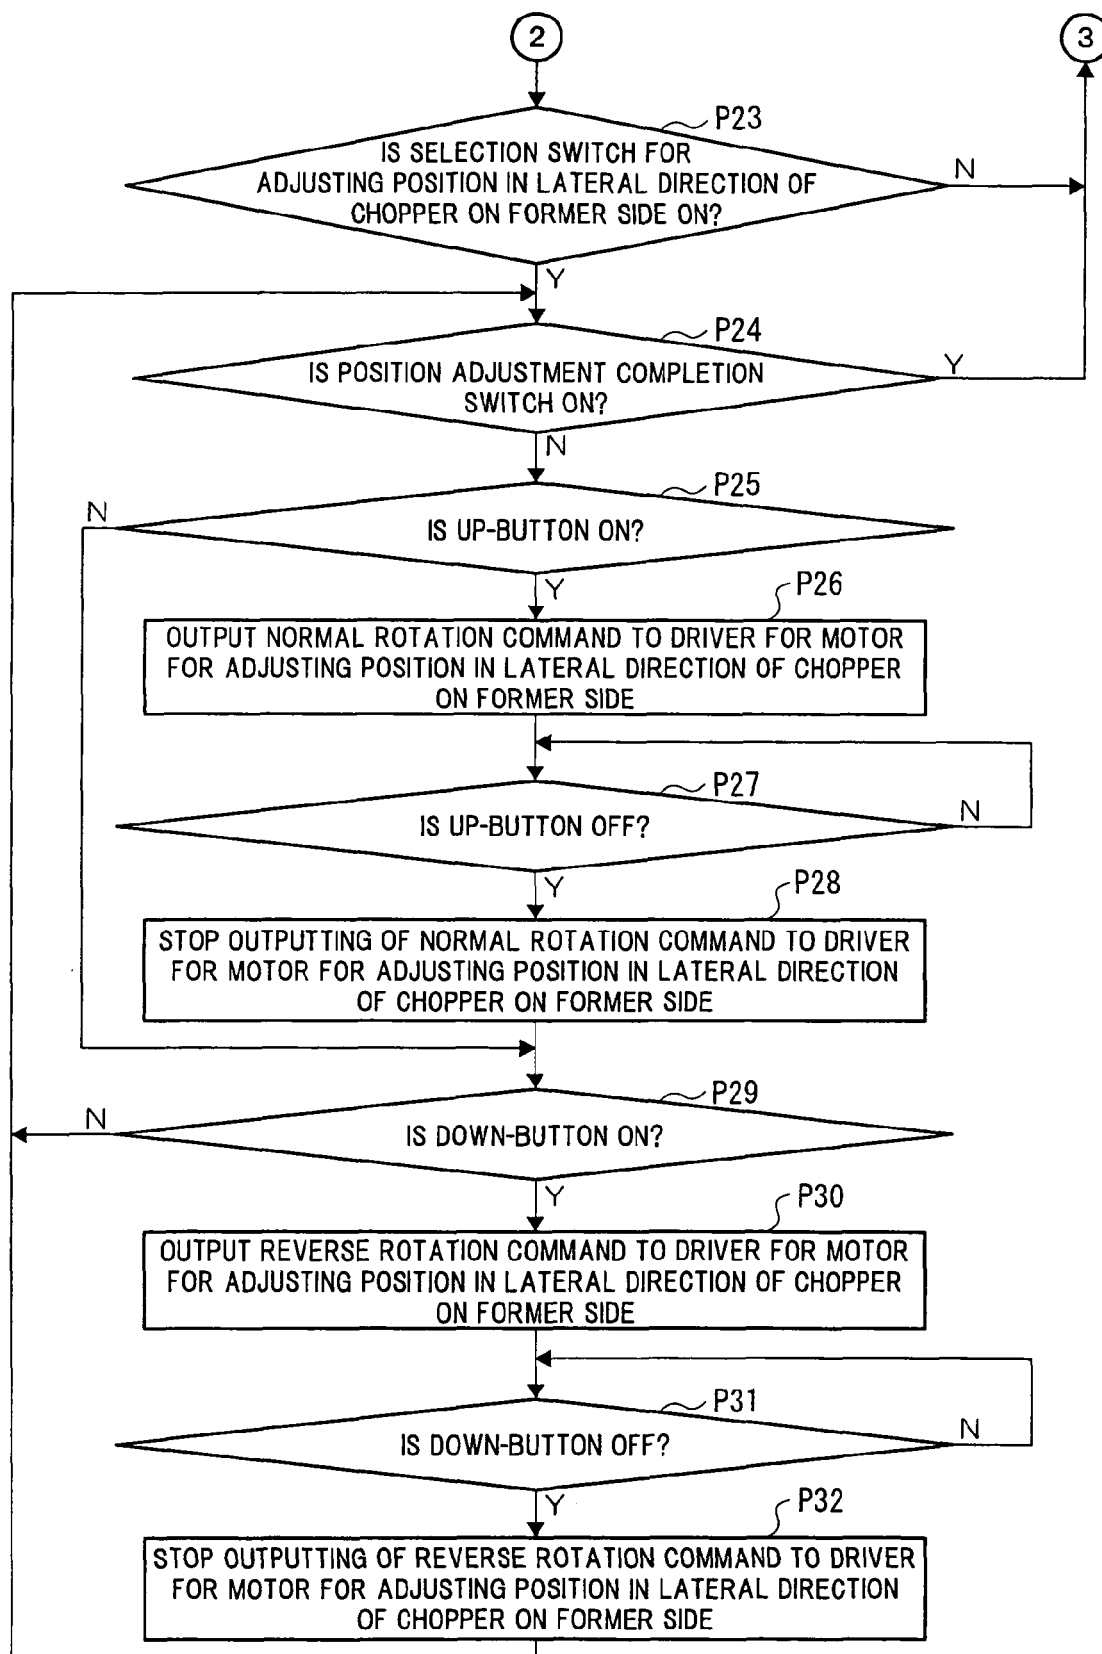 2
3
P23
IS SELECTION SWITCH FOR
ADJUSTING POSITION IN LATERAL DIRECTION OF
CHOPPER ON FORMER SIDE ON?
N
Y
P24
IS POSITION ADJUSTMENT COMPLETION
SWITCH ON?
Y
N
P25
N
IS UP-BUTTON ON?
Y
P26
OUTPUT NORMAL ROTATION COMMAND TO DRIVER FOR MOTOR
FOR ADJUSTING POSITION IN LATERAL DIRECTION OF CHOPPER
ON FORMER SIDE
P27
IS UP-BUTTON OFF?
N
Y
P28
STOP OUTPUTTING OF NORMAL ROTATION COMMAND TO DRIVER
FOR MOTOR FOR ADJUSTING POSITION IN LATERAL DIRECTION
OF CHOPPER ON FORMER SIDE
P29
N
IS DOWN-BUTTON ON?
Y
P30
OUTPUT REVERSE ROTATION COMMAND TO DRIVER FOR MOTOR
FOR ADJUSTING POSITION IN LATERAL DIRECTION OF CHOPPER
ON FORMER SIDE
P31
IS DOWN-BUTTON OFF?
N
Y
P32
STOP OUTPUTTING OF REVERSE ROTATION COMMAND TO DRIVER
FOR MOTOR FOR ADJUSTING POSITION IN LATERAL DIRECTION
OF CHOPPER ON FORMER SIDE